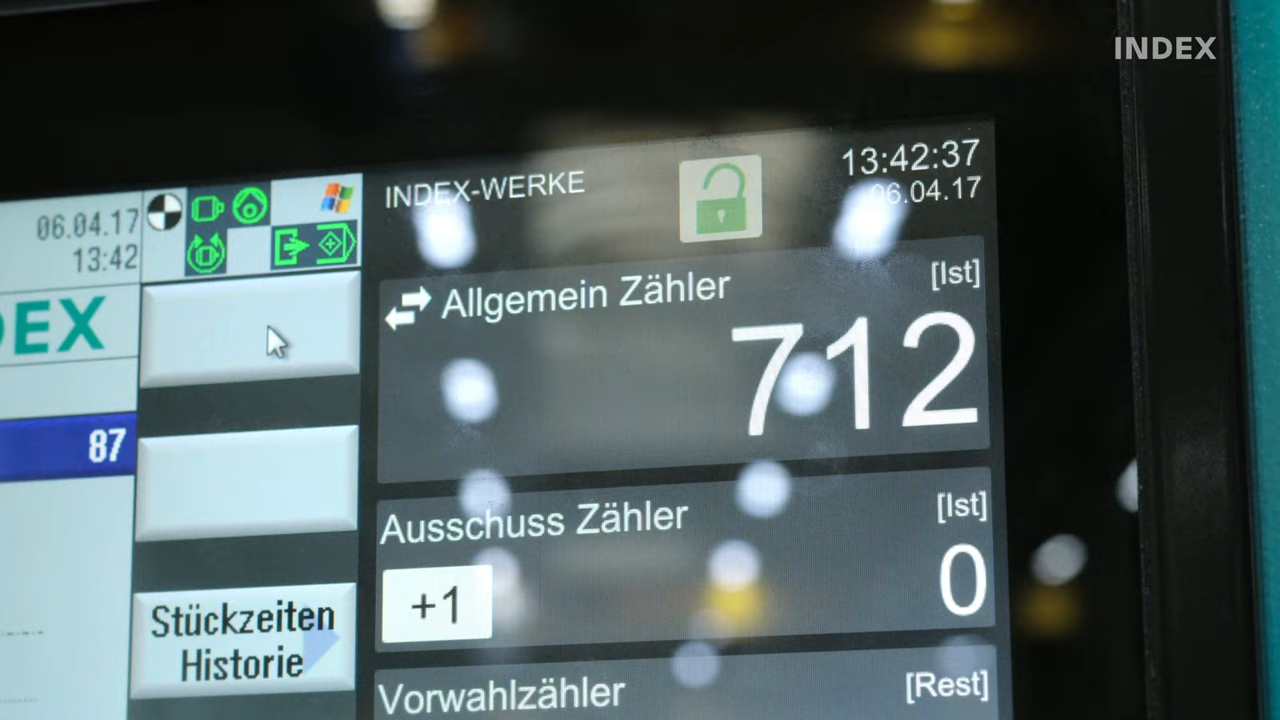 INDEX
06.04.17
13:42
DEX
87
Stückzeiten
Historie
INDEX-WERKE
13:42:37
06.04.17
Allgemein Zähler
[Ist]
712
Ausschuss Zähler
[Ist]
+1
0
Vorwahlzähler
[Rest]